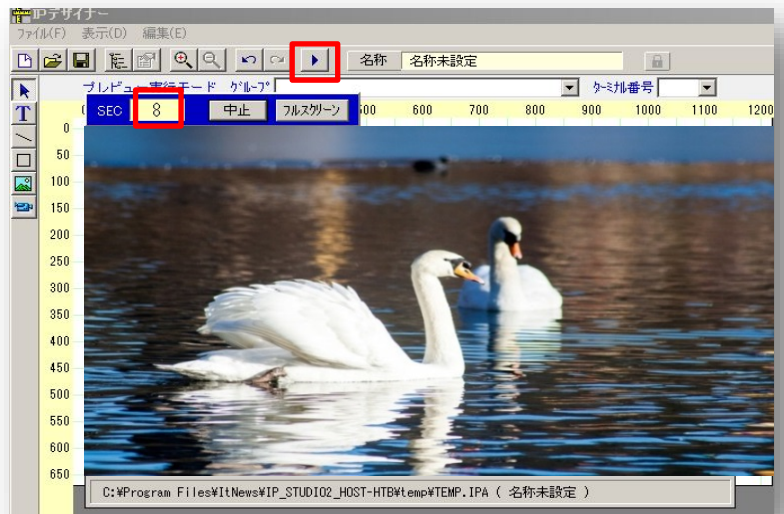 IPデザイナー
ファイル(F) 表示(D) 編集(E)
名称 名称未設定
プレビュー実行モード グループ ターミナル番号
T
SEC 8 中止 フルスクリーン
0 500 600 700 800 900 1000 1100 1200
0
50
100
150
200
250
300
350
400
450
500
550
600
650
C:¥Program Files¥ItNews¥IP_STUDIO2_HOST-HTB¥temp¥TEMP.IPA ( 名称未設定 )